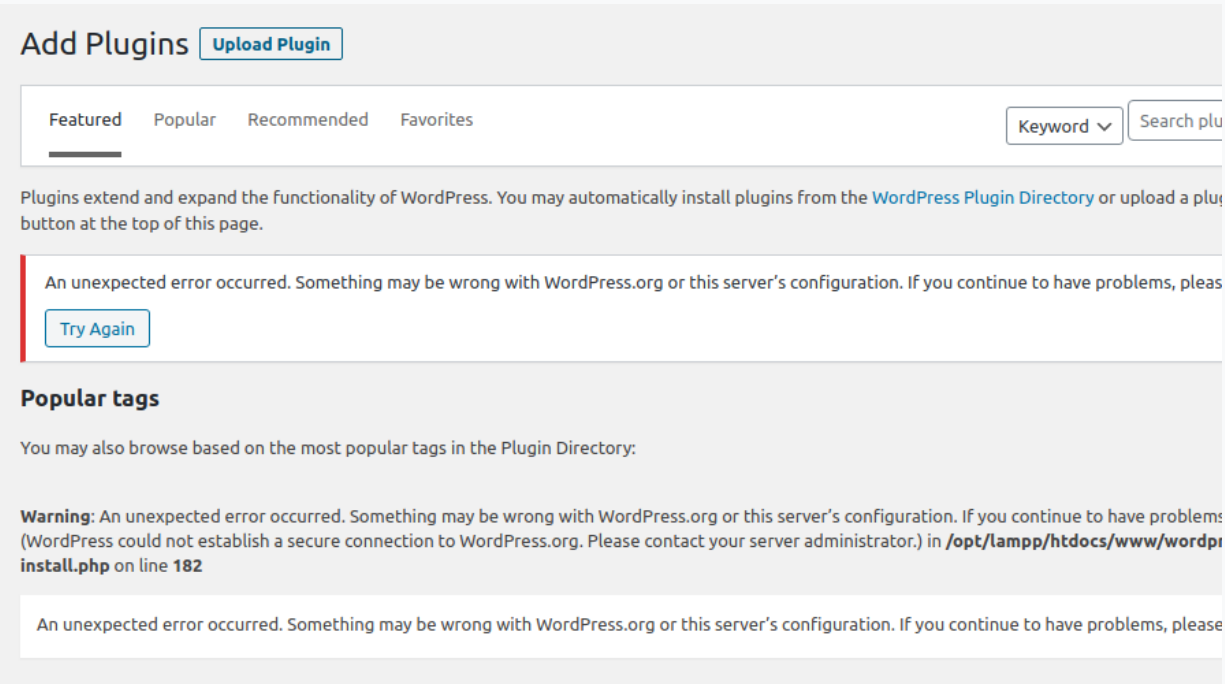 Add Plugins Upload Plugin
Featured Popular Recommended Favorites Keyword Search
Plugins extend and expand the functionality of WordPress. You may automatically install plugins from the WordPress Plugin Directory or upload a
button at the top of this page.
An unexpected error occurred. Something may be wrong with WordPress.org or this server’s configuration. If you continue to have problems,
Try Again
Popular tags
You may also browse based on the most popular tags in the Plugin Directory:
Warning: An unexpected error occurred. Something may be wrong with WordPress.org or this server’s configuration. If you continue to have problems
(WordPress could not establish a secure connection to WordPress.org. Please contact your server administrator.) in /opt/lampp/htdocs/www/wordpr
install.php on line 182
An unexpected error occurred. Something may be wrong with WordPress.org or this server’s configuration. If you continue to have problems, please